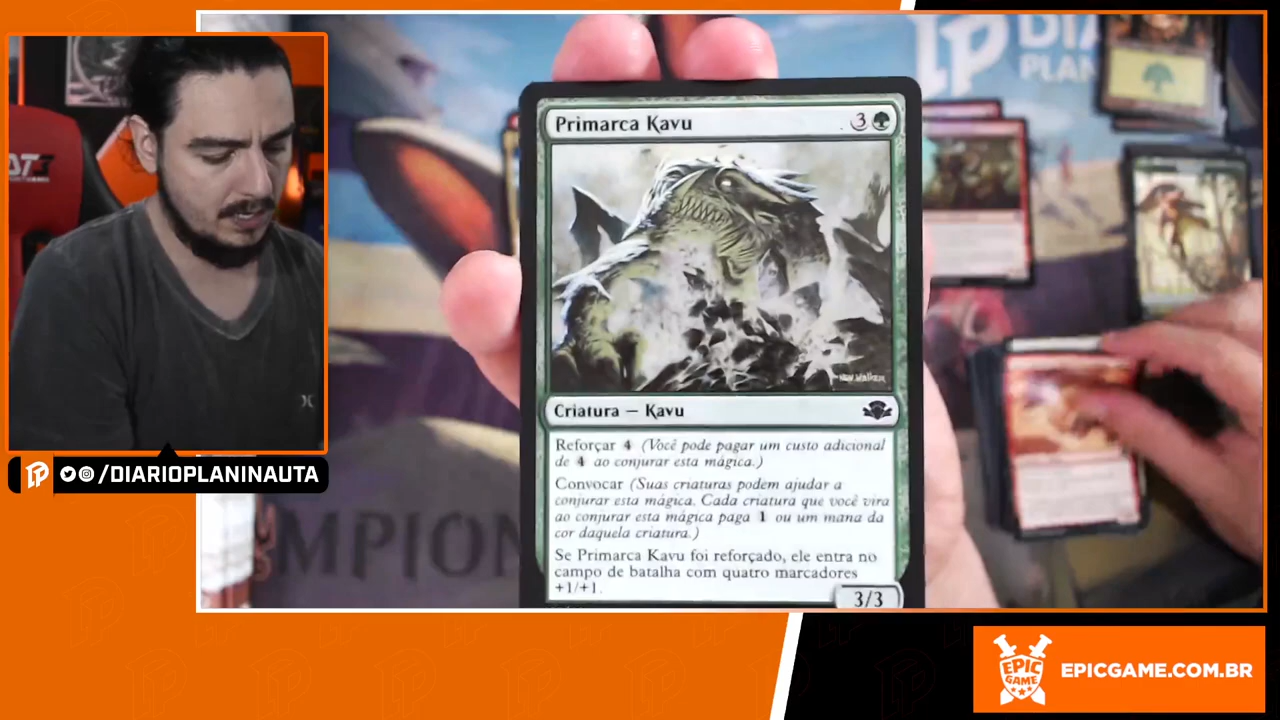 Primarca Kavu
3
Criatura — Kavu
Reforçar 4 (Você pode pagar um custo adicional
de 4 ao conjurar esta mágica.)
Convocar (Suas criaturas podem ajudar a
conjurar esta mágica. Cada criatura que você vira
ao conjurar esta mágica paga 1 ou um mana da
cor daquela criatura.)
Se Primarca Kavu foi reforçado, ele entra no
campo de batalha com quatro marcadores
+1/+1.
3/3
/DIARIOPLANINAUTA
MPION
EPIC
GAME
EPICGAME.COM.BR